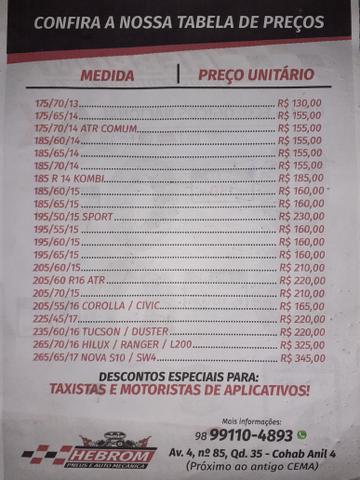 CONFIRA A NOSSA TABELA DE PREÇOS
MEDIDA | PREÇO UNITÁRIO
175/70/13 R$ 130,00
175/65/14 R$ 155,00
175/70/14 ATR COMUM R$ 155,00
185/60/14 R$ 155,00
185/65/14 R$ 155,00
185/70/14 R$ 155,00
185 R 14 KOMBI R$ 185,00
185/60/15 R$ 160,00
185/65/15 R$ 160,00
195/50/15 SPORT R$ 230,00
195/55/15 R$ 160,00
195/60/15 R$ 160,00
195/65/15 R$ 160,00
205/60/15 R$ 210,00
205/60 R16 ATR R$ 220,00
205/70/15 R$ 210,00
205/55/16 COROLLA / CIVIC R$ 165,00
225/45/17 R$ 220,00
235/60/16 TUCSON / DUSTER R$ 220,00
265/70/16 HILUX / RANGER / L200 R$ 325,00
265/65/17 NOVA S10 / SW4 R$ 345,00
DESCONTOS ESPECIAIS PARA:
TAXISTAS E MOTORISTAS DE APLICATIVOS!
HEBROM
PNEUS E AUTO MECÂNICA
Mais informações:
98 99110-4893
Av. 4, nº 85, Qd. 35 - Cohab Anil 4
(Próximo ao antigo CEMA)